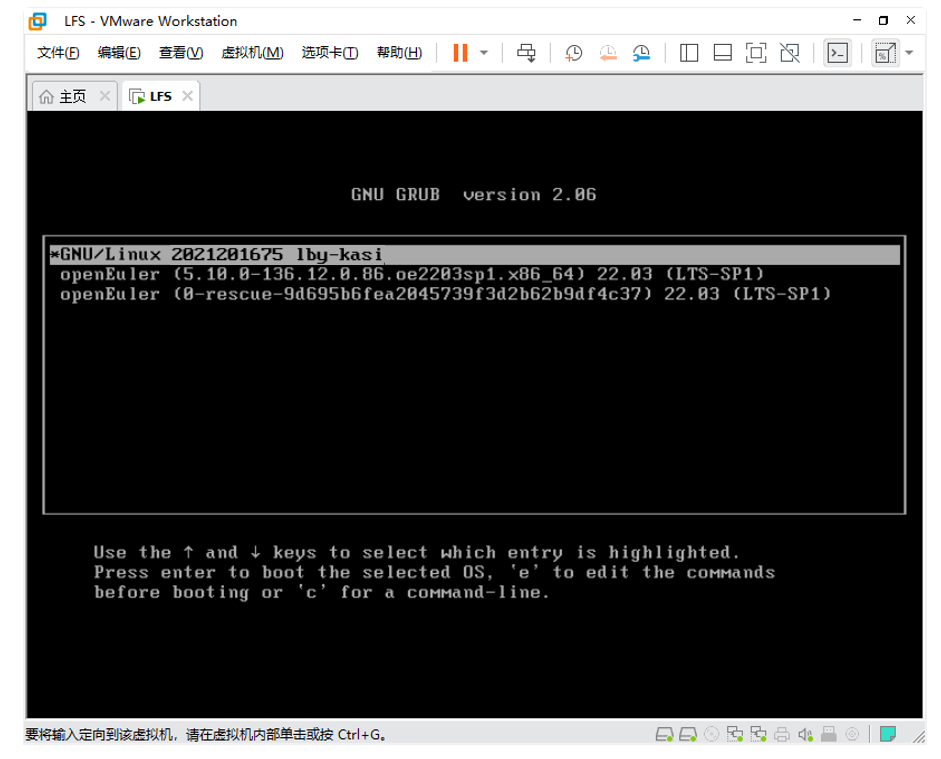 LFS - VMware Workstation
文件(F) 编辑(E) 查看(V) 虚拟机(M) 选项卡(T) 帮助(H)
主页 LFS
GNU GRUB version 2.06
*GNU/Linux 2021201675 lby-kasi
openEuler (5.10.0-136.12.0.86.oe2203sp1.x86_64) 22.03 (LTS-SP1)
openEuler (0-rescue-9d695b6fea2045739f3d2b62b9df4c37) 22.03 (LTS-SP1)
Use the ↑ and ↓ keys to select which entry is highlighted.
Press enter to boot the selected OS, 'e' to edit the commands
before booting or 'c' for a command-line.
要将输入定向到该虚拟机，请在虚拟机内部单击或按 Ctrl+G。